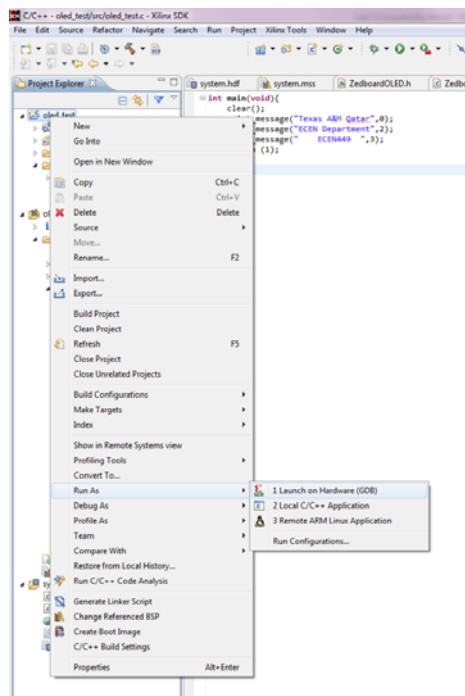 C/C++ - oled_test/src/oled_test.c - Xilinx SDK
File Edit Source Refactor Navigate Search Run Project Xilinx Tools Window Help
Project Explorer
system.hdf system.mss ZedboardOLED.h
oled_test
int main(void){
clear();
message("Texas A&M Qatar",0);
message("ECEN Department",2);
message("    ECEN449  ",3);
(1);
New
Go Into
Open in New Window
Copy Ctrl+C
Paste Ctrl+V
Delete Delete
Source
Move...
Rename... F2
Import...
Export...
Build Project
Clean Project
Refresh F5
Close Project
Close Unrelated Projects
Build Configurations
Make Targets
Index
Show in Remote Systems view
Profiling Tools
Convert To...
Run As
1 Launch on Hardware (GDB)
Debug As
2 Local C/C++ Application
Profile As
3 Remote ARM Linux Application
Team
Compare With
Run Configurations...
Restore from Local History...
Run C/C++ Code Analysis
Generate Linker Script
Change Referenced BSP
Create Boot Image
C/C++ Build Settings
Properties Alt+Enter